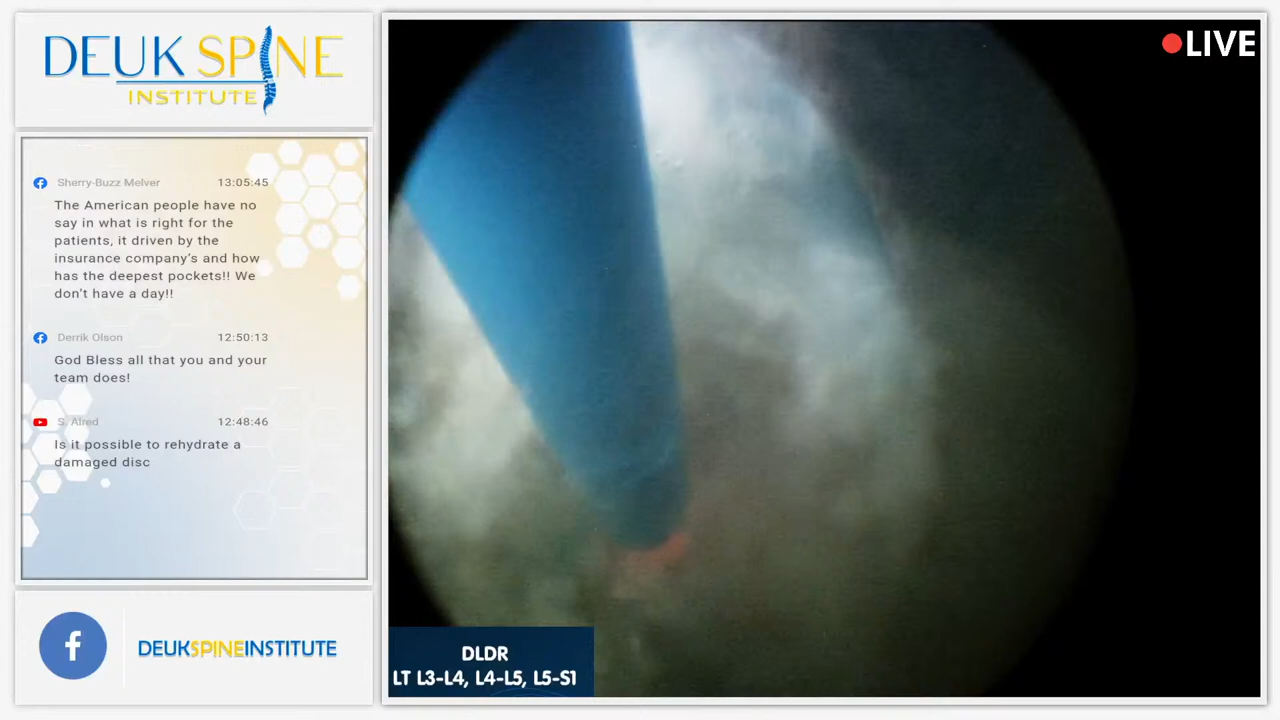 DEUK SPINE
INSTITUTE
Sherry-Buzz Melver 13:05:45
The American people have no
say in what is right for the
patients, it driven by the
insurance company's and how
has the deepest pockets!! We
don't have a day!!
Derrik Olson 12:50:13
God Bless all that you and your
team does!
S. Alred 12:48:46
Is it possible to rehydrate a
damaged disc
f
DEUKSPINEINSTITUTE
LIVE
DLDR
LT L3-L4, L4-L5, L5-S1